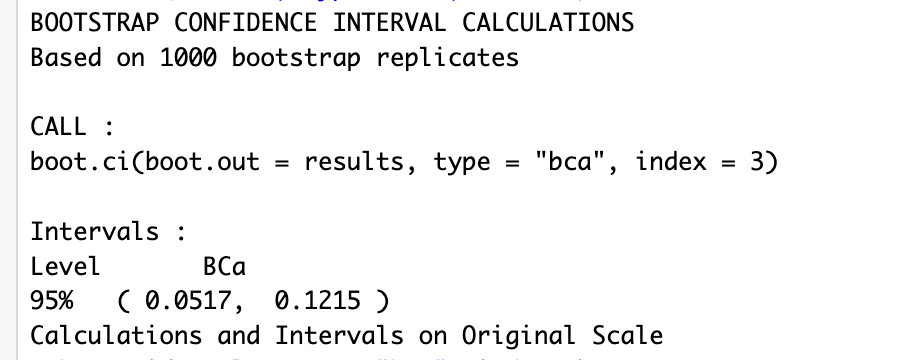 BOOTSTRAP CONFIDENCE INTERVAL CALCULATIONS
Based on 1000 bootstrap replicates
CALL :
boot.ci(boot.out = results, type = "bca", index = 3)
Intervals :
Level BCa
95% ( 0.0517, 0.1215 )
Calculations and Intervals on Original Scale